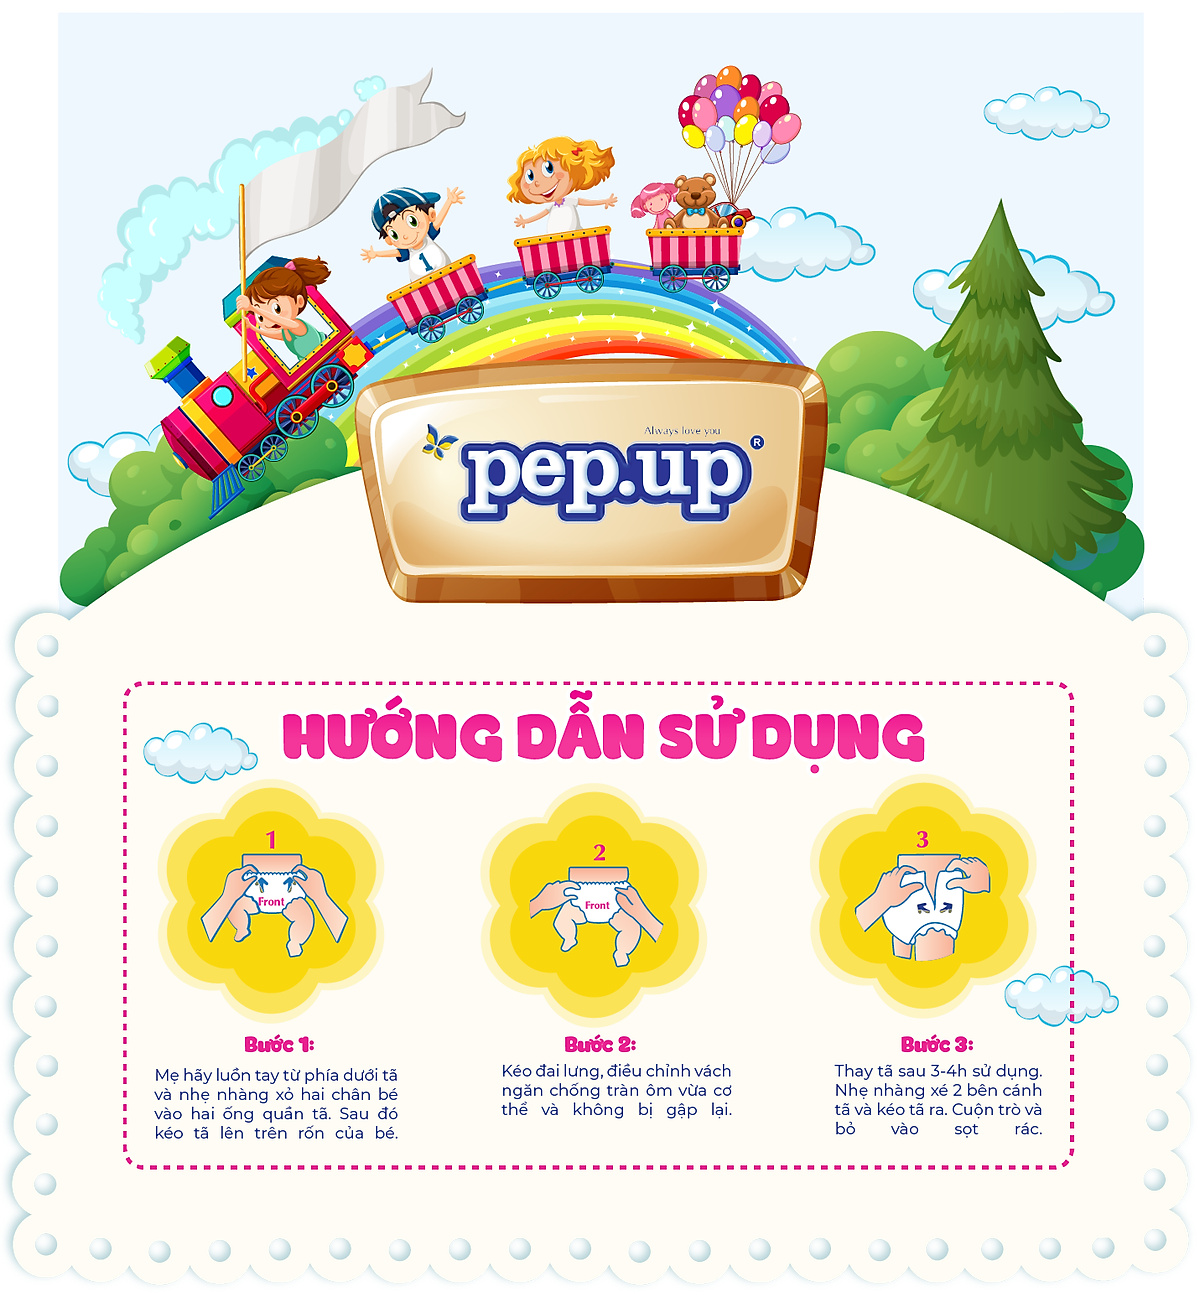 Always love you
pep.up®
HƯỚNG DẪN SỬ DỤNG
1
Front
2
Front
3
Bước 1:
Mẹ hãy luồn tay từ phía dưới tã
và nhẹ nhàng xỏ hai chân bé
vào hai ống quần tã. Sau đó
kéo tã lên trên rốn của bé.
Bước 2:
Kéo đai lưng, điều chỉnh vách
ngăn chống tràn ôm vừa cơ
thể và không bị gập lại.
Bước 3:
Thay tã sau 3-4h sử dụng.
Nhẹ nhàng xé 2 bên cánh
tã và kéo tã ra. Cuộn trò và
bỏ vào sọt rác.